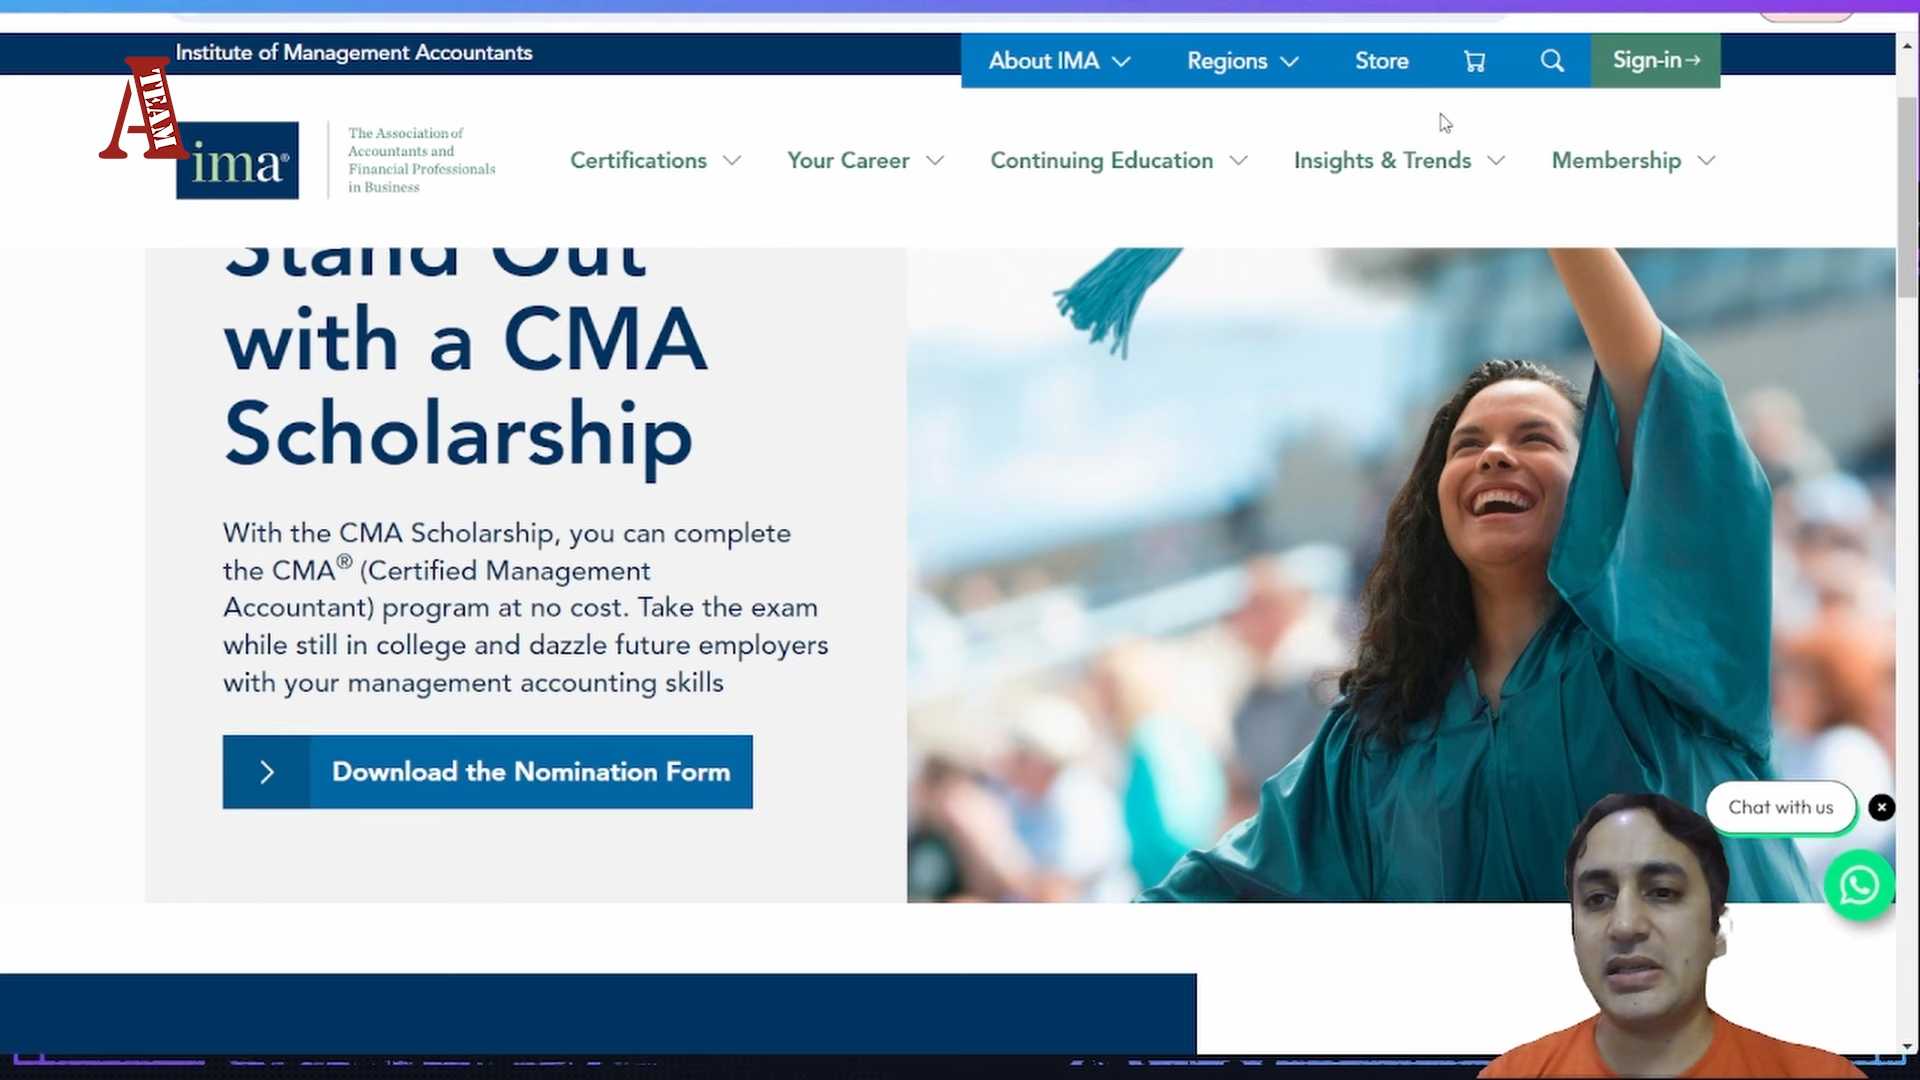 Institute of Management Accountants
About IMA
Regions
Store
Sign-in→
A TEAM
ima®
The Association of
Accountants and
Financial Professionals
in Business
Certifications
Your Career
Continuing Education
Insights & Trends
Membership
Stand Out
with a CMA
Scholarship
With the CMA Scholarship, you can complete
the CMA® (Certified Management
Accountant) program at no cost. Take the exam
while still in college and dazzle future employers
with your management accounting skills
Download the Nomination Form
Chat with us